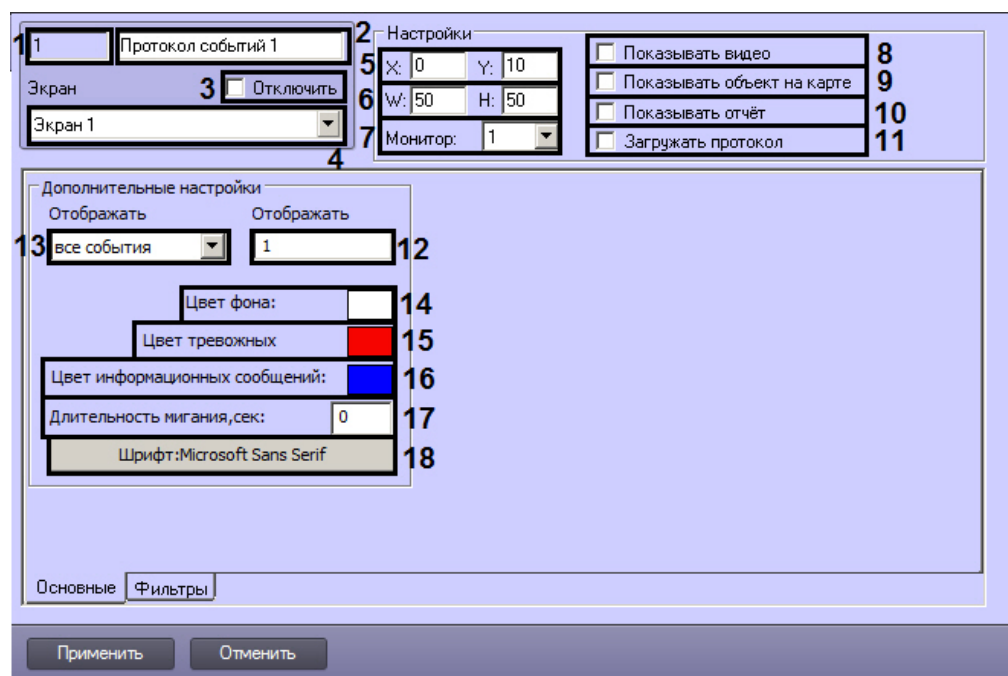 1 1 Протокол событий 1 2 Настройки
5 X: 0 Y: 10 Показывать видео 8
Экран 3 Отключить Показывать объект на карте 9
6 W: 50 H: 50
Экран 1 Показывать отчёт 10
7 Монитор: 1 Загружать протокол 11
4
Дополнительные настройки
Отображать Отображать
13 все события 1 12
Цвет фона: 14
Цвет тревожных 15
Цвет информационных сообщений: 16
Длительность мигания,сек: 0 17
Шрифт:Microsoft Sans Serif 18
Основные Фильтры
Применить Отменить